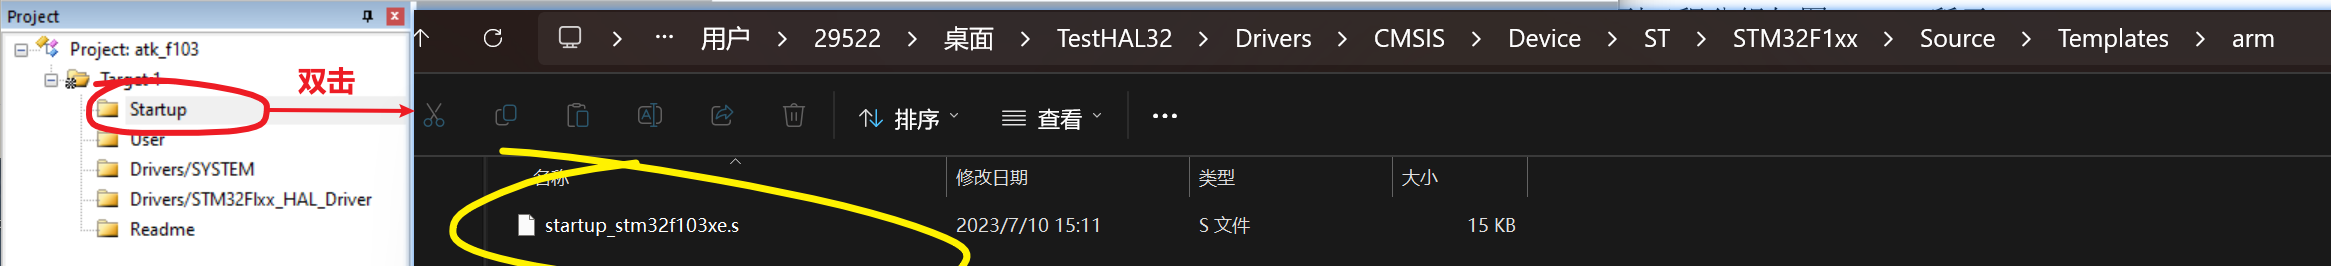 Project
Project: atk_f103
Target 1
Startup
User
Drivers/SYSTEM
Drivers/STM32FIxx_HAL_Driver
Readme
双击
··· 用户 29522 桌面 TestHAL32 Drivers CMSIS Device ST STM32F1xx Source Templates arm
排序 查看 ···
名称 修改日期 类型 大小
startup_stm32f103xe.s 2023/7/10 15:11 S 文件 15 KB